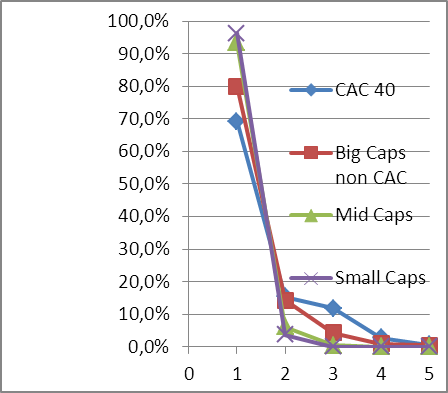 100,0%
90,0%
80,0%
70,0%
60,0%
50,0%
40,0%
30,0%
20,0%
10,0%
0,0%
0 1 2 3 4 5
CAC 40
Big Caps
non CAC
Mid Caps
Small Caps